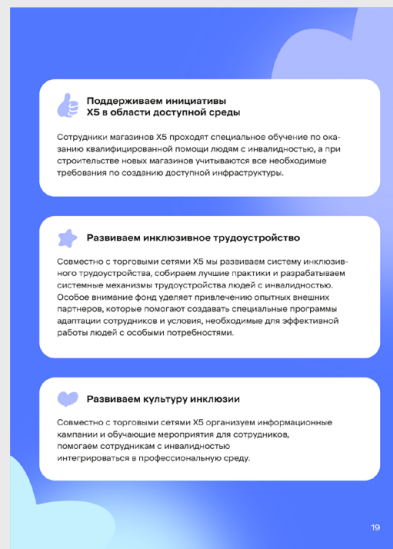 Поддерживаем инициативы
X5 в области доступной среды
Сотрудники магазинов X5 проходят специальное обучение по ока-
занию квалифицированной помощи людям с инвалидностью, а при
строительстве новых магазинов учитываются все необходимые
требования по созданию доступной инфраструктуры.
Развиваем инклюзивное трудоустройство
Совместно с торговыми сетями X5 мы развиваем систему инклюзив-
ного трудоустройства, собираем лучшие практики и разрабатываем
системные механизмы трудоустройства людей с инвалидностью.
Особое внимание фонд уделяет привлечению опытных внешних
партнеров, которые помогают создавать специальные программы
адаптации сотрудников и условия, необходимые для эффективной
работы людей с особыми потребностями.
Развиваем культуру инклюзии
Совместно с торговыми сетями X5 организуем информационные
кампании и обучающие мероприятия для сотрудников,
помогаем сотрудникам с инвалидностью
интегрироваться в профессиональную среду.
19